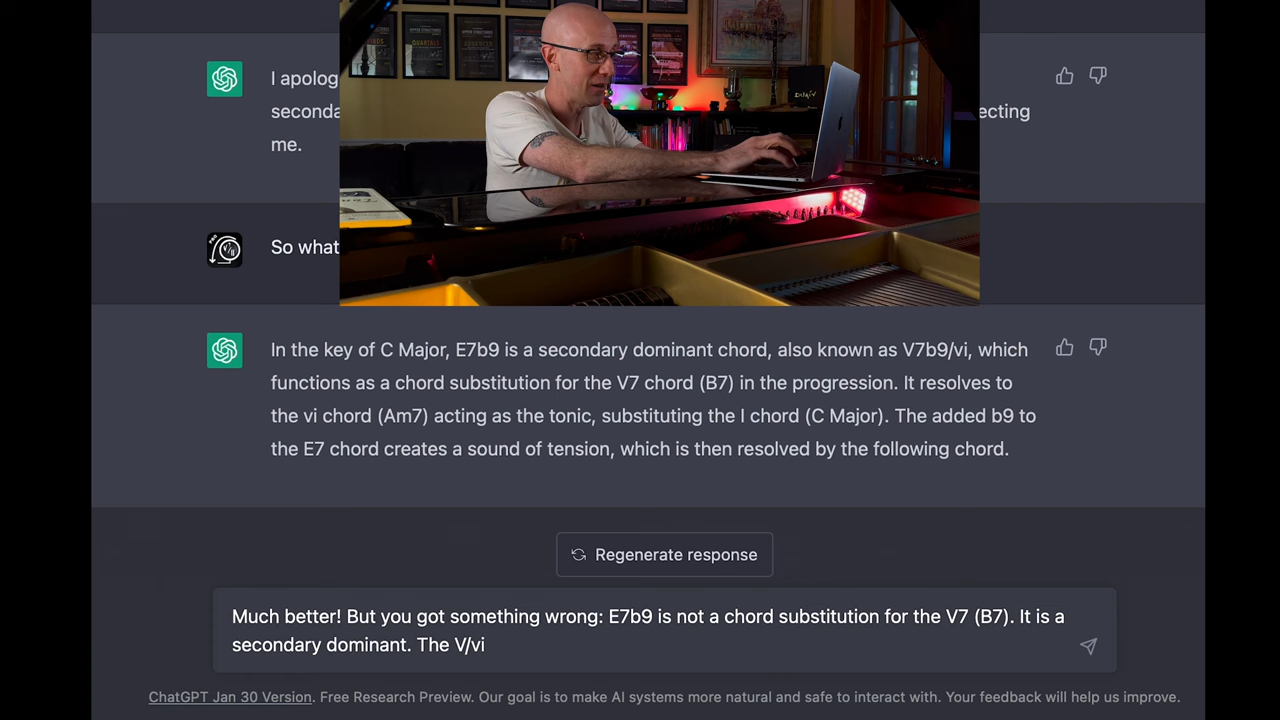 I apolog
seconda
ecting
me.
So what
In the key of C Major, E7b9 is a secondary dominant chord, also known as V7b9/vi, which
functions as a chord substitution for the V7 chord (B7) in the progression. It resolves to
the vi chord (Am7) acting as the tonic, substituting the I chord (C Major). The added b9 to
the E7 chord creates a sound of tension, which is then resolved by the following chord.
Regenerate response
Much better! But you got something wrong: E7b9 is not a chord substitution for the V7 (B7). It is a
secondary dominant. The V/vi
ChatGPT Jan 30 Version. Free Research Preview. Our goal is to make AI systems more natural and safe to interact with. Your feedback will help us improve.